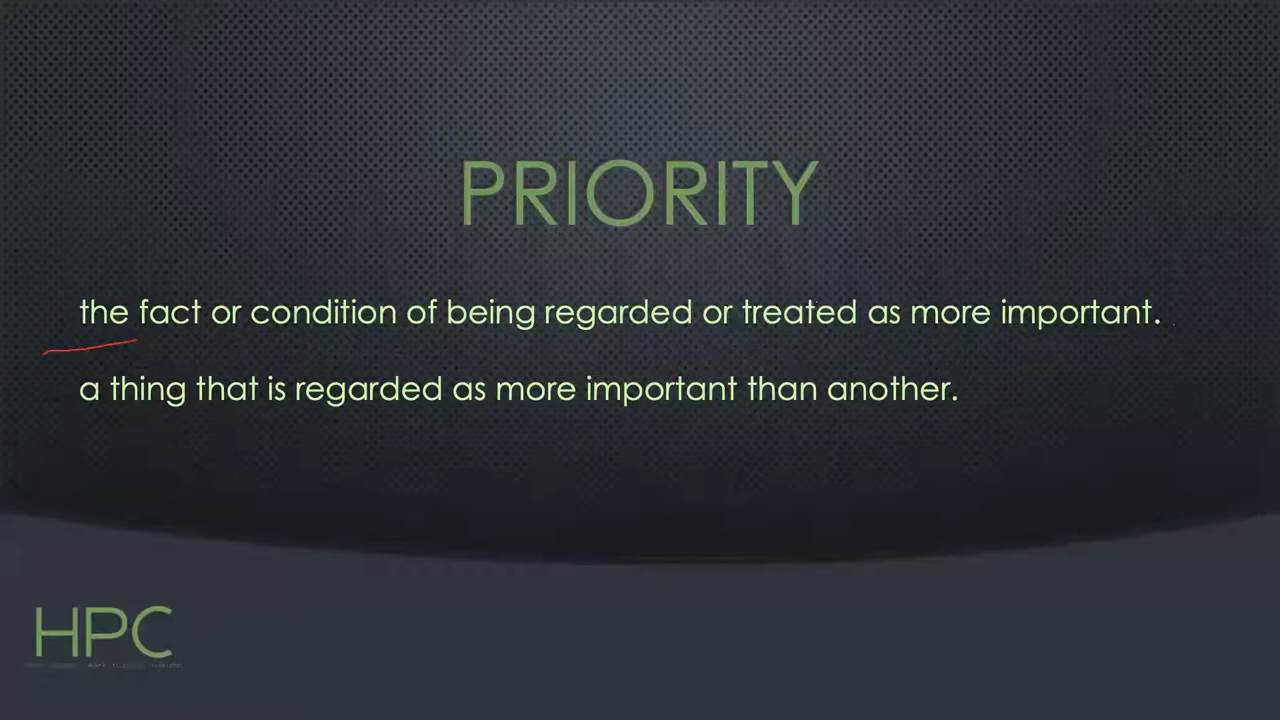 PRIORITY
the fact or condition of being regarded or treated as more important.
a thing that is regarded as more important than another.
HPC